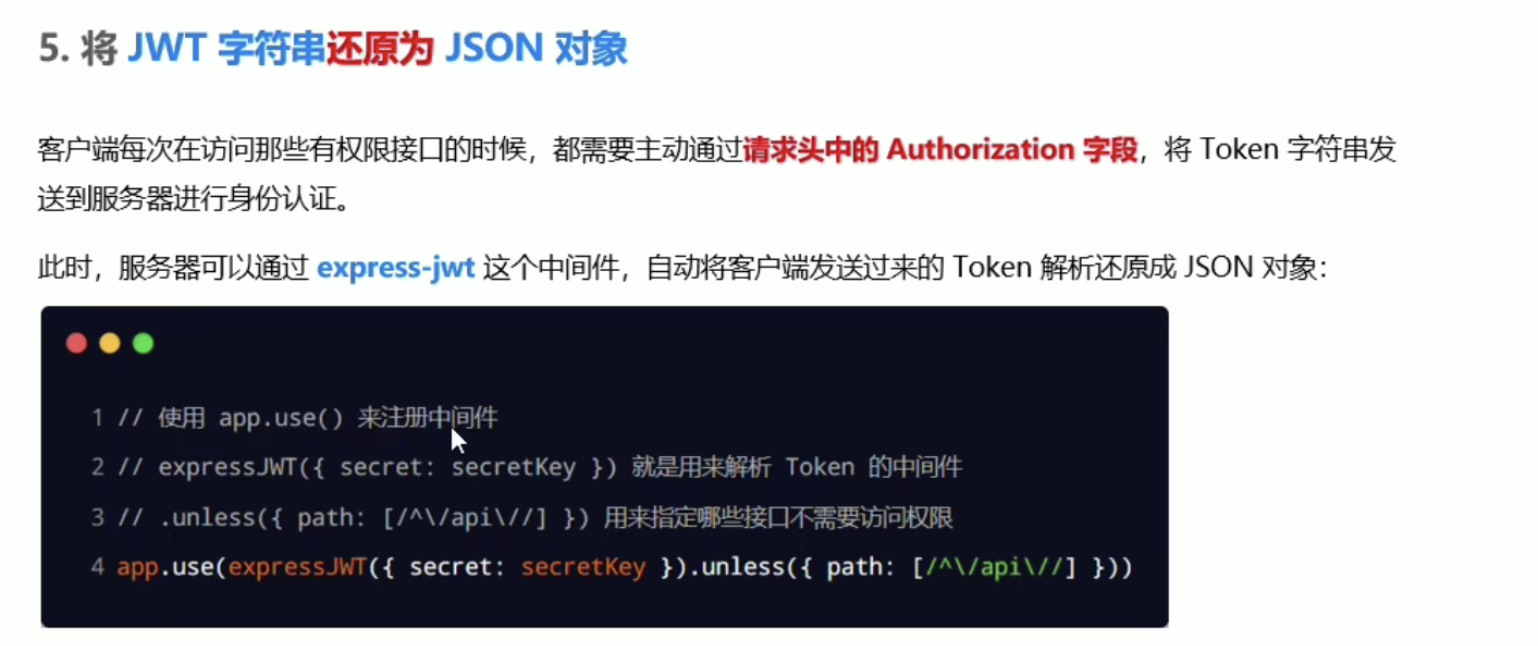 5. 将 JWT 字符串还原为 JSON 对象
客户端每次在访问那些有权限接口的时候，都需要主动通过请求头中的 Authorization 字段，将 Token 字符串发
送到服务器进行身份认证。
此时，服务器可以通过 express-jwt 这个中间件，自动将客户端发送过来的 Token 解析还原成 JSON 对象：
1 // 使用 app.use() 来注册中间件
2 // expressJWT({ secret: secretKey }) 就是用来解析 Token 的中间件
3 // .unless({ path: [/^\/api\//] }) 用来指定哪些接口不需要访问权限
4 app.use(expressJWT({ secret: secretKey }).unless({ path: [/^\/api\//] }))